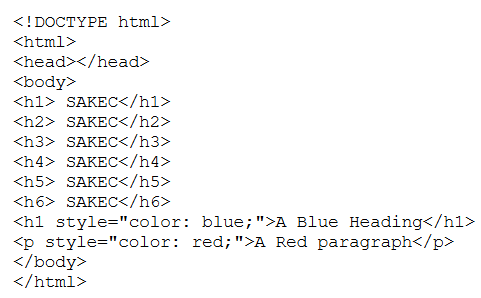 <!DOCTYPE html>
<html>
<head></head>
<body>
<h1> SAKEC</h1>
<h2> SAKEC</h2>
<h3> SAKEC</h3>
<h4> SAKEC</h4>
<h5> SAKEC</h5>
<h6> SAKEC</h6>
<h1 style="color: blue;">A Blue Heading</h1>
<p style="color: red;">A Red paragraph</p>
</body>
</html>